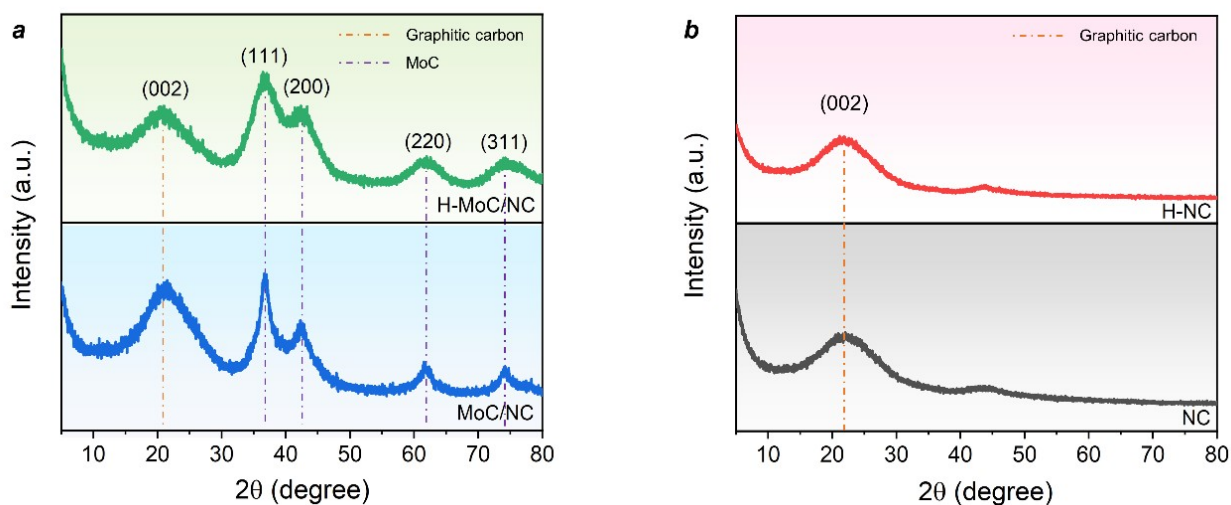 a
Graphitic carbon
MoC
(002)
(111)
(200)
(220)
(311)
H-MoC/NC
MoC/NC
Intensity (a.u.)
Intensity (a.u.)
10 20 30 40 50 60 70 80
2θ (degree)
b
Graphitic carbon
(002)
H-NC
NC
Intensity (a.u.)
Intensity (a.u.)
10 20 30 40 50 60 70 80
2θ (degree)